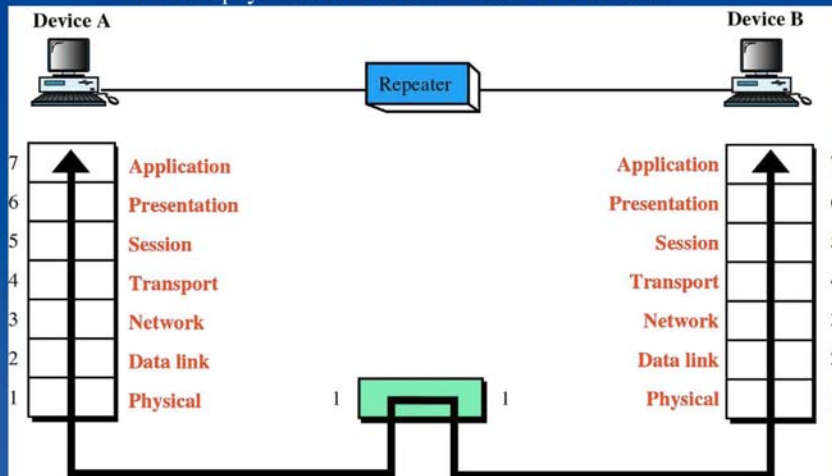 Device A
Device B
Repeater
7 Application Application
6 Presentation Presentation
5 Session Session
4 Transport Transport
3 Network Network
2 Data link Data link
1 Physical 1 1 Physical